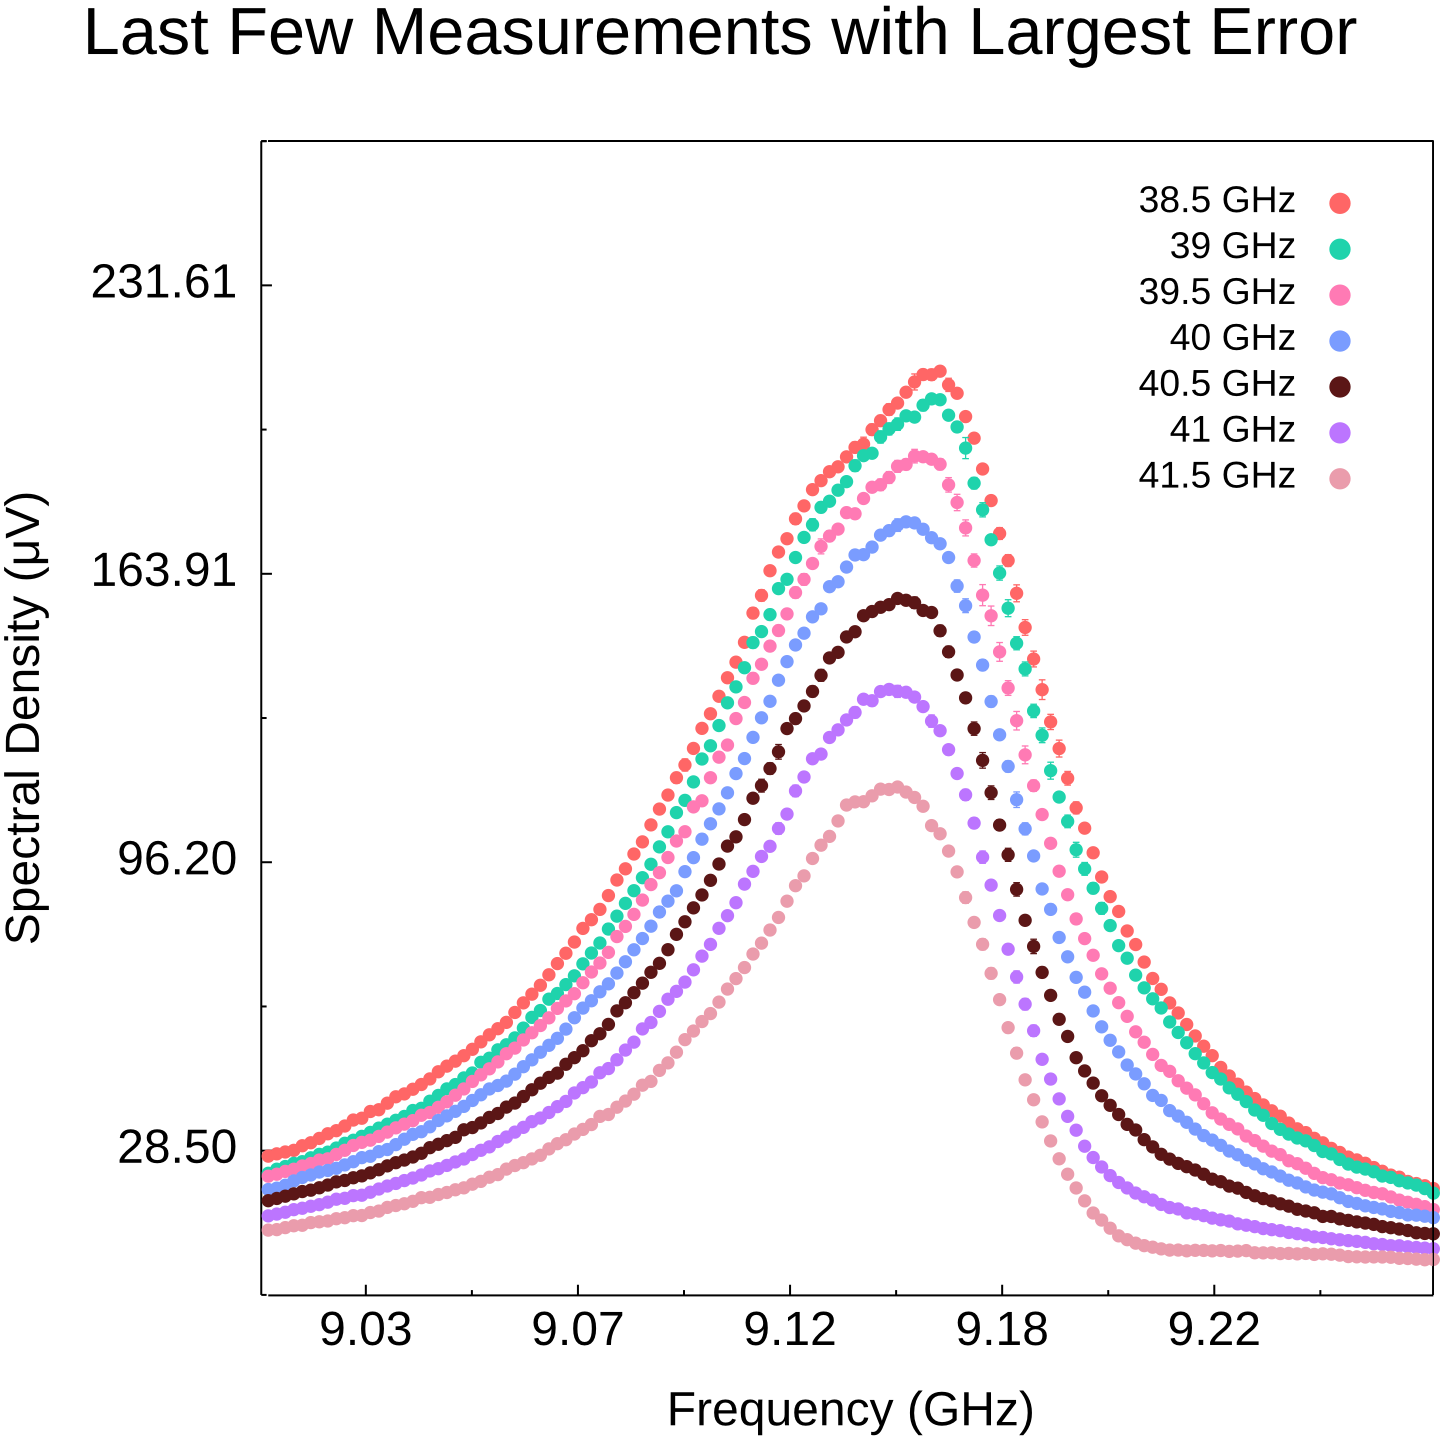 Last Few Measurements with Largest Error
38.5 GHz
39 GHz
39.5 GHz
40 GHz
40.5 GHz
41 GHz
41.5 GHz
Spectral Density (μV)
231.61
163.91
96.20
28.50
9.03
9.07
9.12
9.18
9.22
Frequency (GHz)